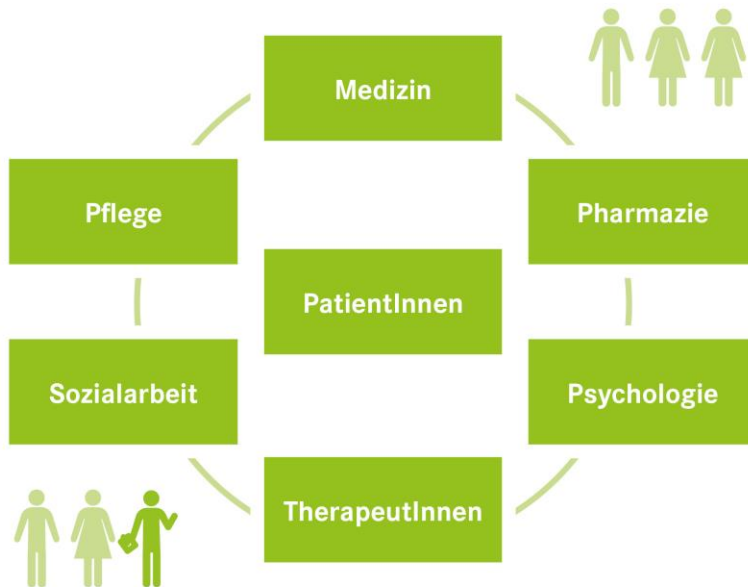 Medizin
Pflege
Pharmazie
PatientInnen
Sozialarbeit
Psychologie
TherapeutInnen